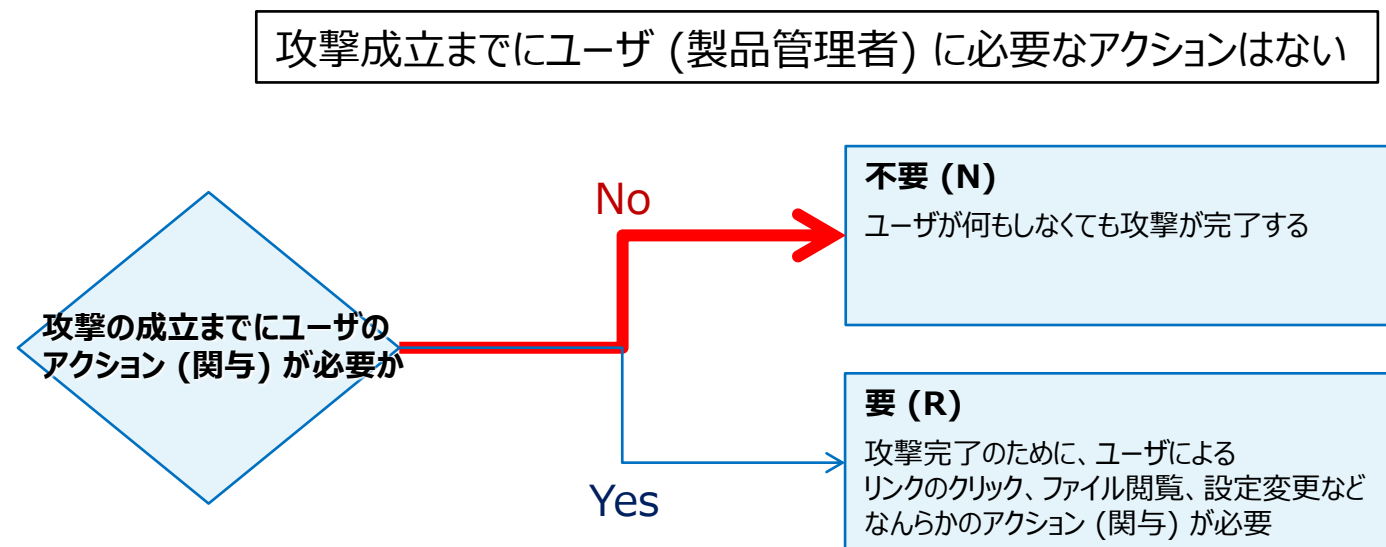 攻撃成立までにユーザ (製品管理者) に必要なアクションはない
No
不要 (N)
ユーザが何もしなくても攻撃が完了する
攻撃の成立までにユーザの
アクション (関与) が必要か
要 (R)
攻撃完了のために、ユーザによる
リンクのクリック、ファイル閲覧、設定変更など
なんらかのアクション (関与) が必要
Yes